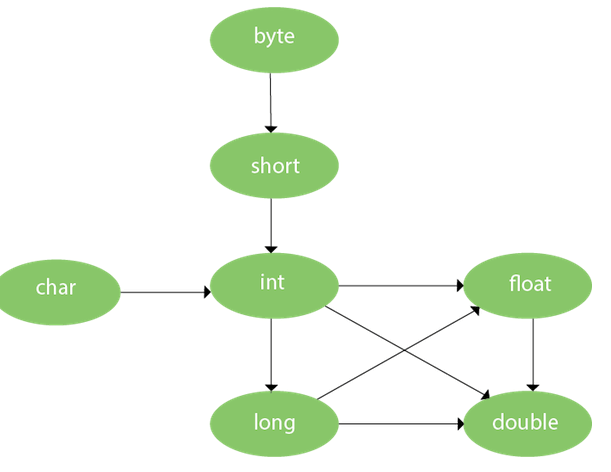 byte
short
char
int
float
long
double